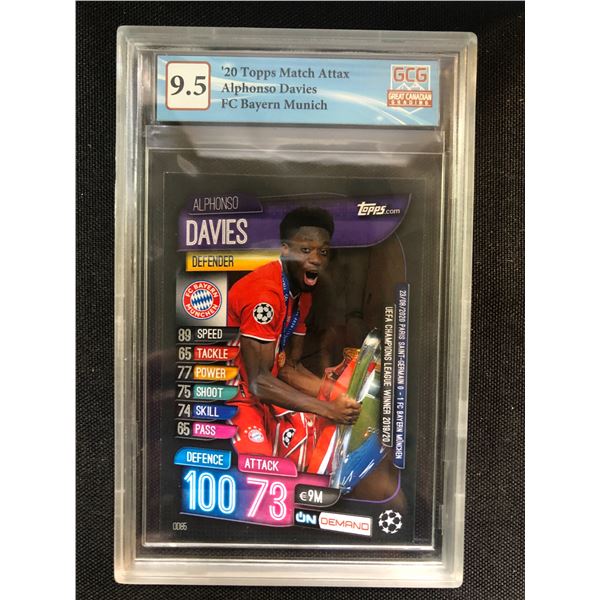 9.5
'20 Topps Match Attax
Alphonso Davies
FC Bayern Munich
GCG
GREAT CANADIAN
GRADING
ALPHONSO
DAVIES
DEFENDER
Topps.com
FC BAYERN
MÜNCHEN
89 SPEED
65 TACKLE
77 POWER
75 SHOOT
74 SKILL
65 PASS
23/08/2020 PARIS SAINT-GERMAIN 0 - 1 FC BAYERN MÜNCHEN
UEFA CHAMPIONS LEAGUE WINNER 2019/20
DEFENCE
100
ATTACK
73
€9M
ON DEMAND
OD85